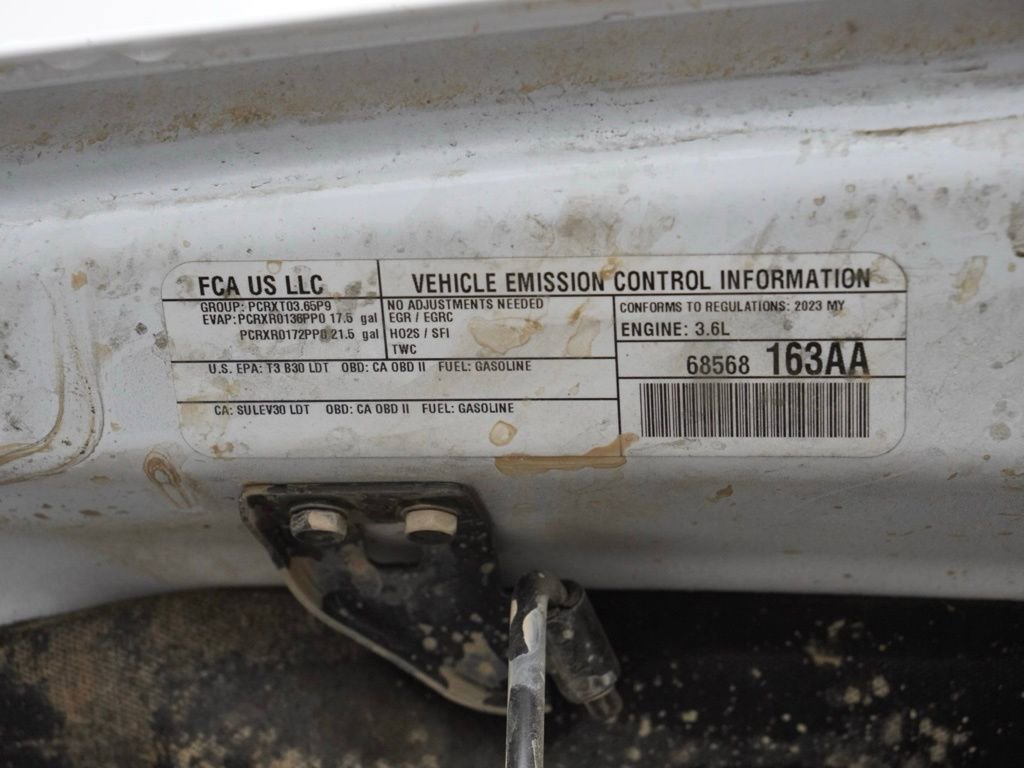 FCA US LLC
VEHICLE EMISSION CONTROL INFORMATION
GROUP: PCRXT03.65P9
EVAP: PCRXR0136PP0 17.5 gal
PCRXR0172PP0 21.5 gal
NO ADJUSTMENTS NEEDED
EGR / EGRC
HO2S / SFI
TWC
CONFORMS TO REGULATIONS: 2023 MY
ENGINE: 3.6L
68568 163AA
U.S. EPA: T3 B30 LDT OBD: CA OBD II FUEL: GASOLINE
CA: SULEV30 LDT OBD: CA OBD II FUEL: GASOLINE